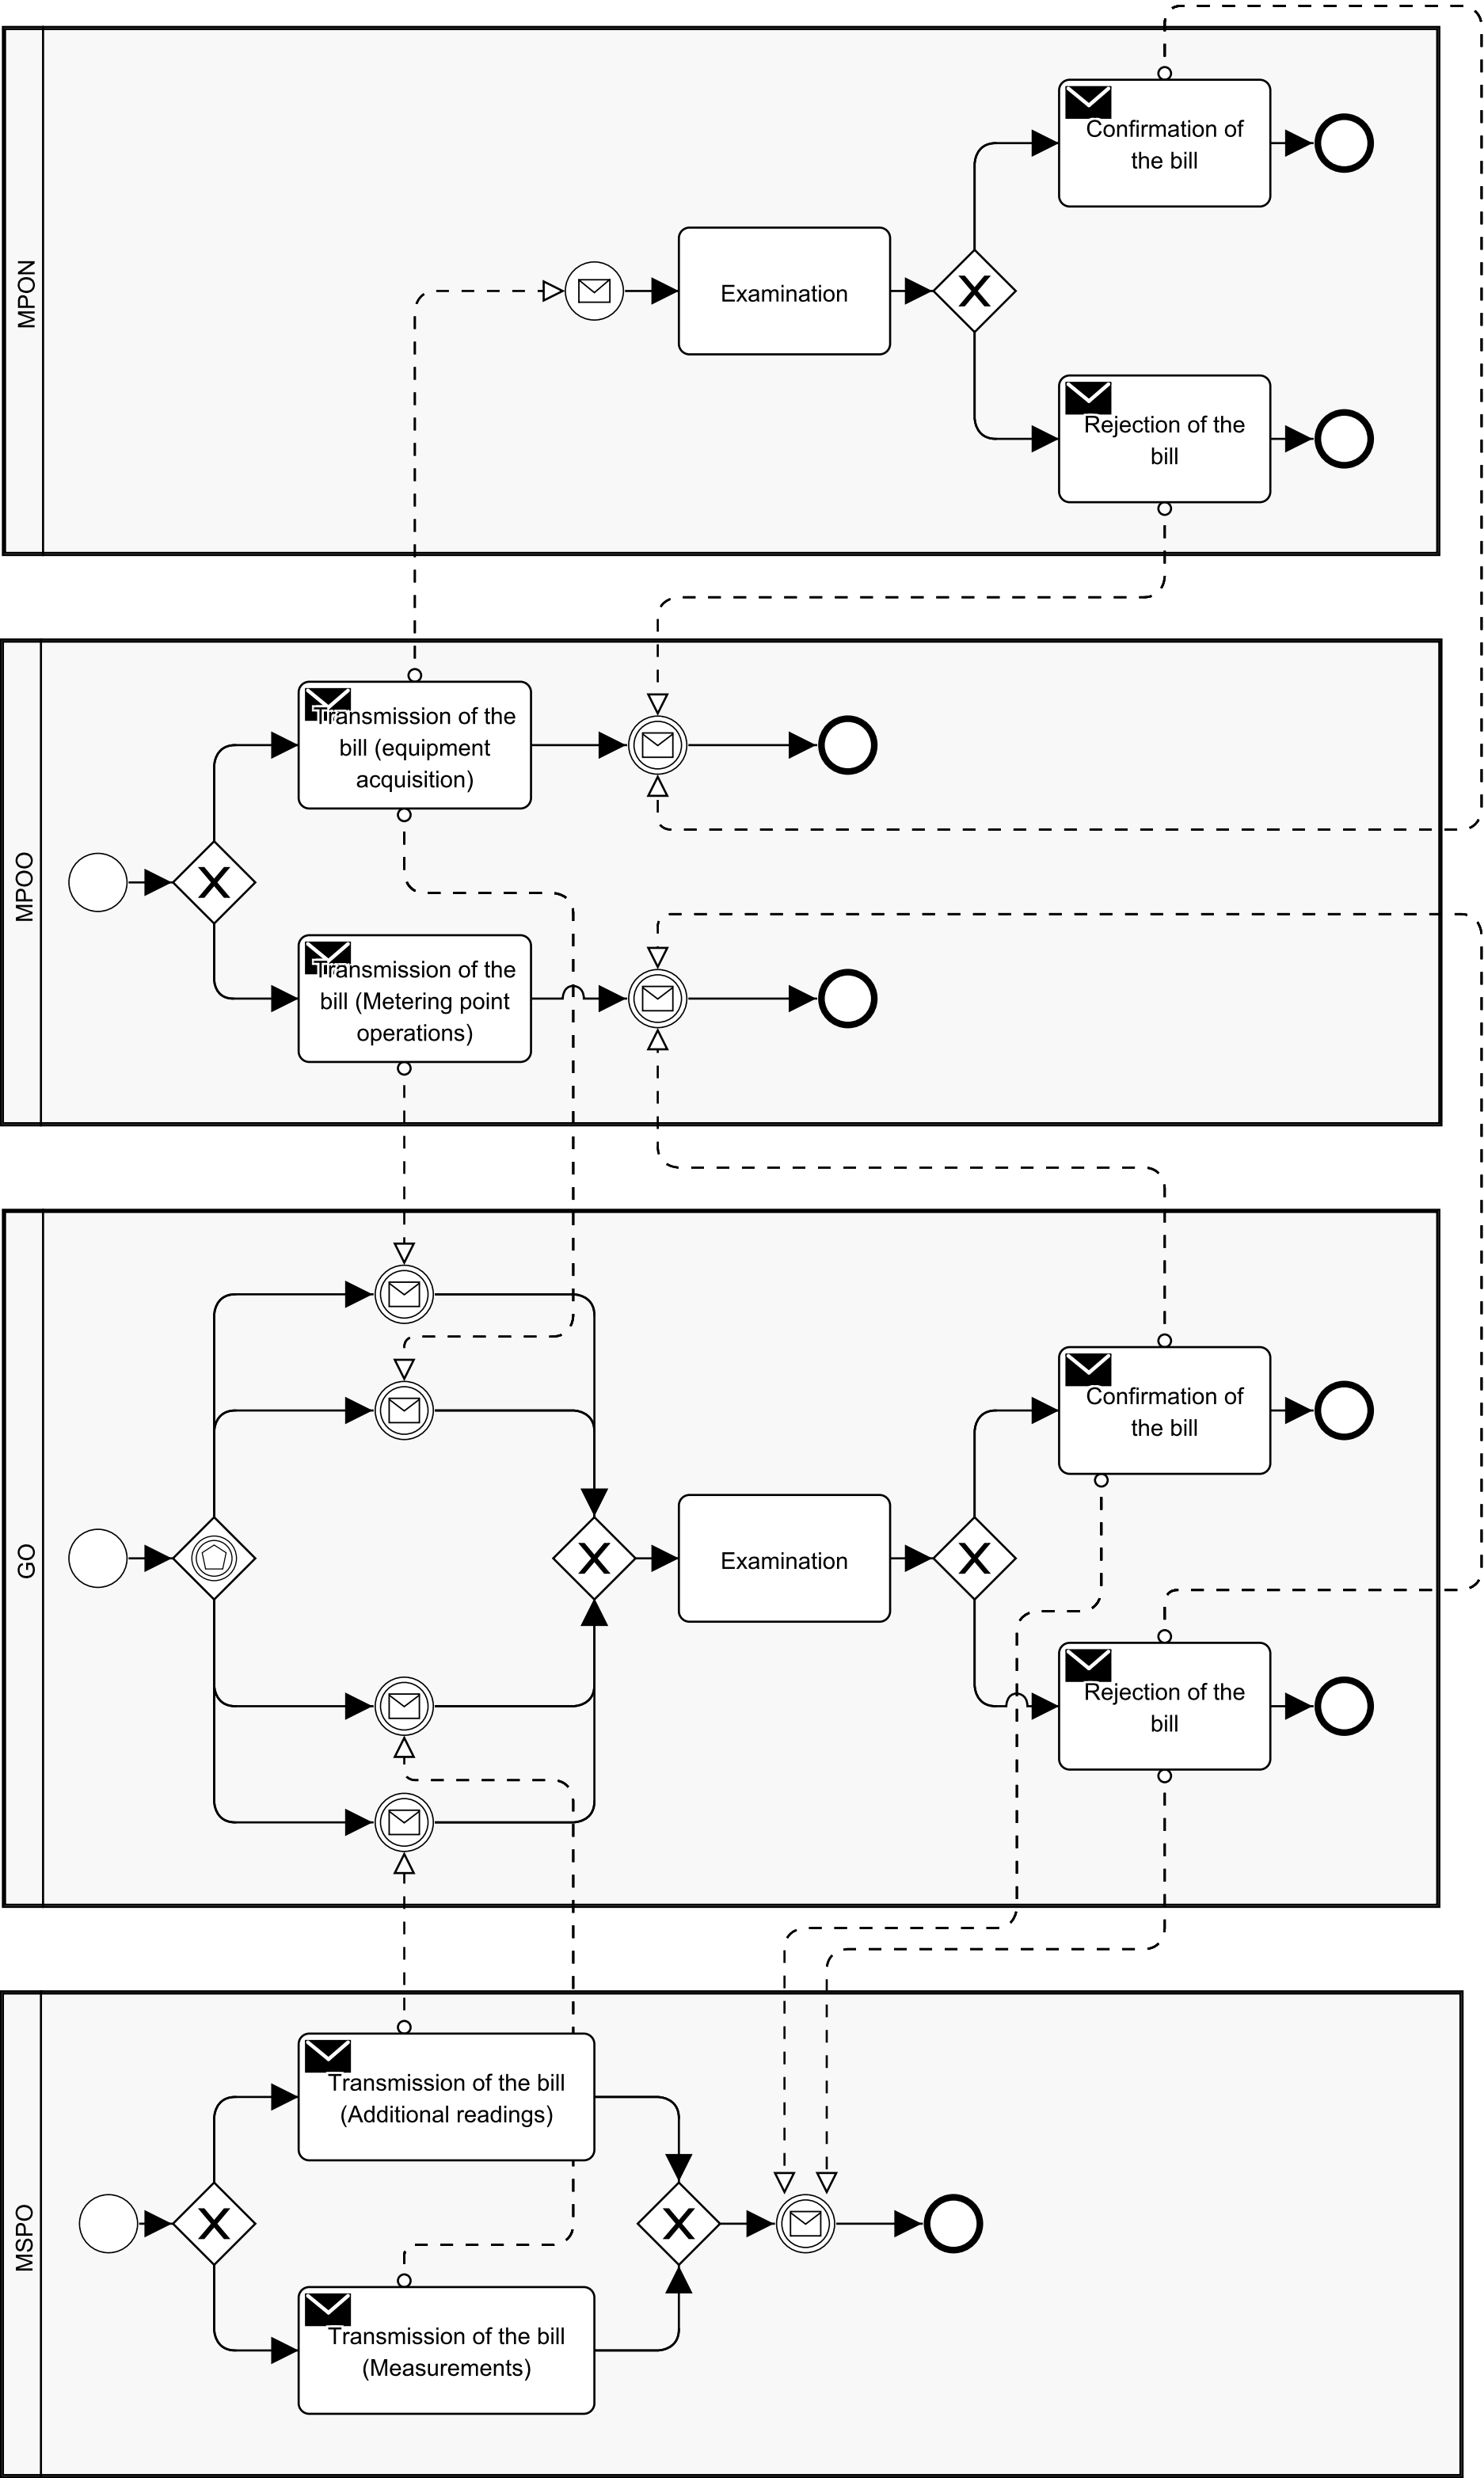 MPON
Confirmation of
the bill
Examination
Rejection of the
bill
MPOO
Transmission of the
bill (equipment
acquisition)
Transmission of the
bill (Metering point
operations)
GO
Confirmation of
the bill
Examination
Rejection of the
bill
MSPO
Transmission of the bill
(Additional readings)
Transmission of the bill
(Measurements)